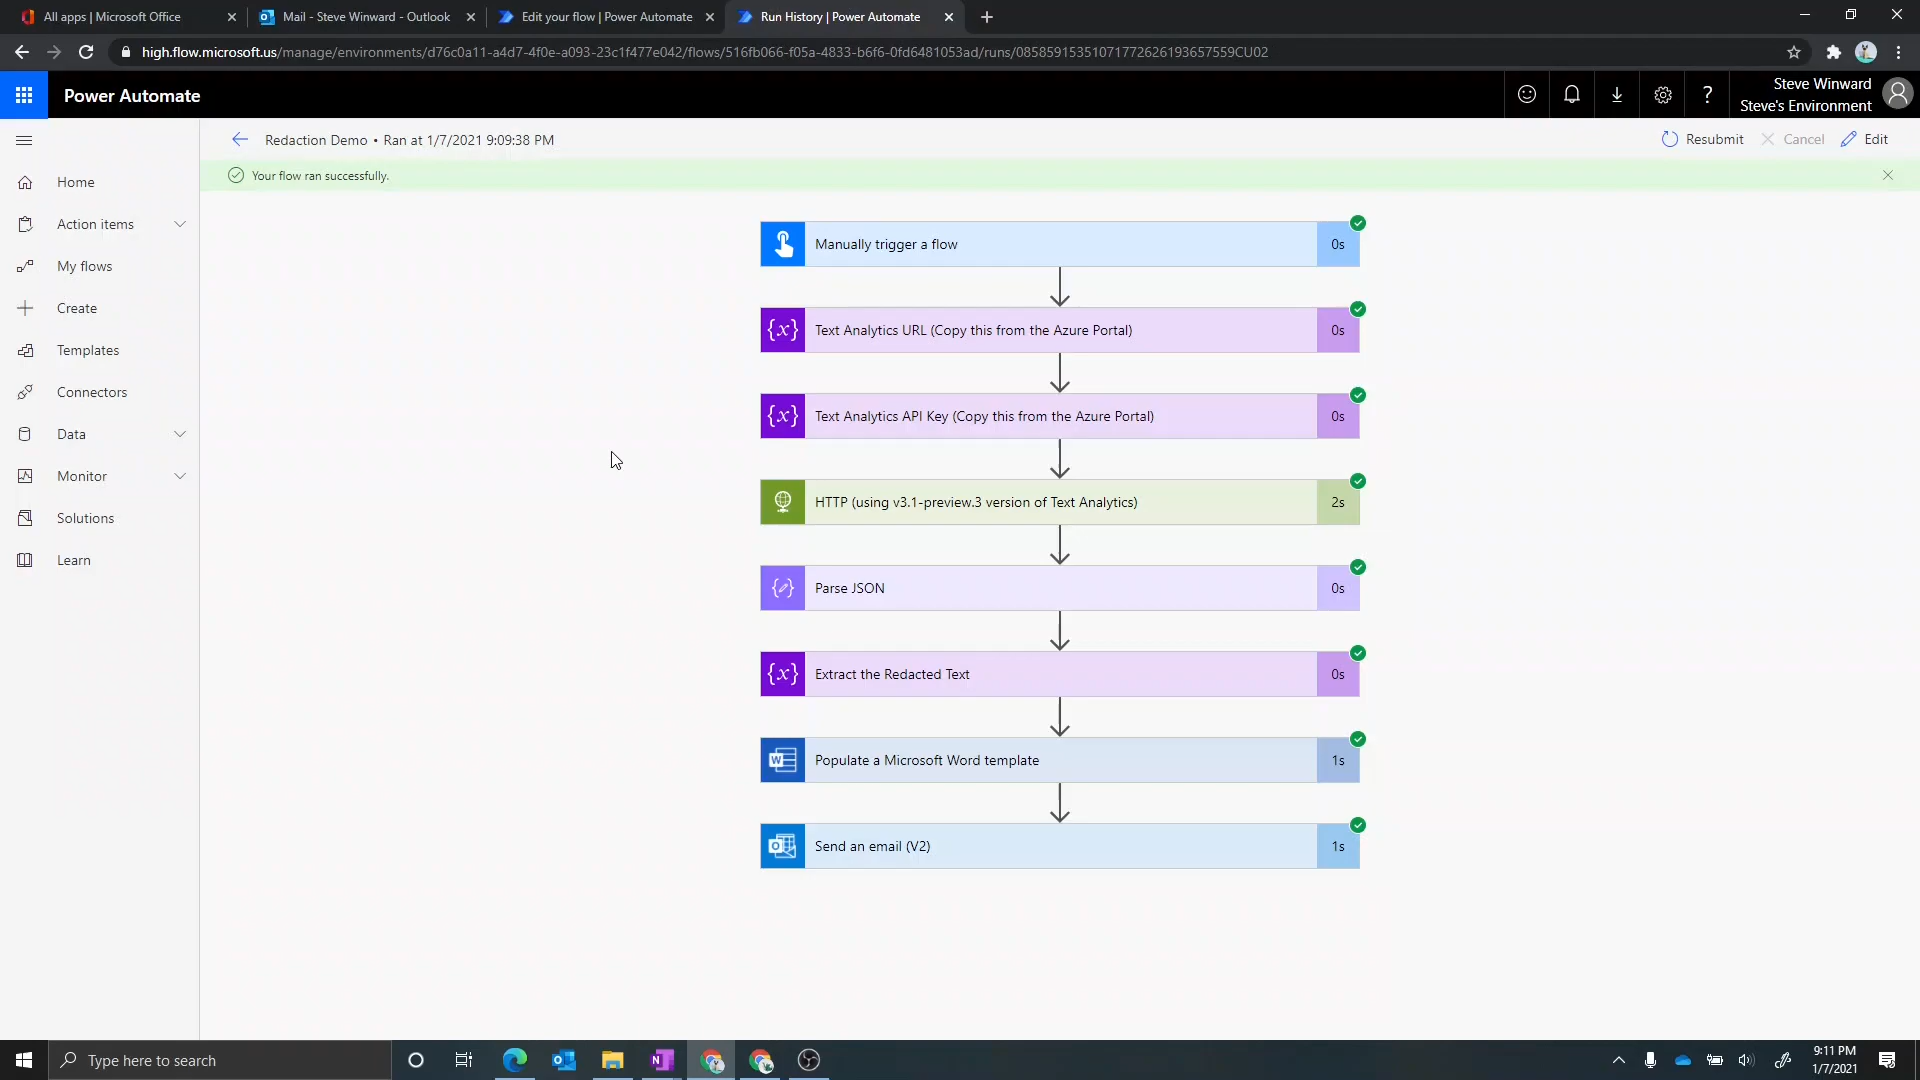 All apps | Microsoft Office
Mail - Steve Winward - Outlook
Edit your flow | Power Automate
Run History | Power Automate
high.flow.microsoft.us/manage/environments/d76c0a11-a4d7-4f0e-a093-23c1f477e042/flows/516fb066-f05a-4833-b6f6-0fd6481053ad/runs/08585915351071772626193657559CU02
Power Automate
Steve Winward
Steve's Environment
Redaction Demo • Ran at 1/7/2021 9:09:38 PM
Resubmit
Cancel
Edit
Your flow ran successfully.
Home
Action items
My flows
Create
Templates
Connectors
Data
Monitor
Solutions
Learn
Manually trigger a flow 0s
{x} Text Analytics URL (Copy this from the Azure Portal) 0s
{x} Text Analytics API Key (Copy this from the Azure Portal) 0s
HTTP (using v3.1-preview.3 version of Text Analytics) 2s
Parse JSON 0s
{x} Extract the Redacted Text 0s
Populate a Microsoft Word template 1s
Send an email (V2) 1s
Type here to search
9:11 PM
1/7/2021